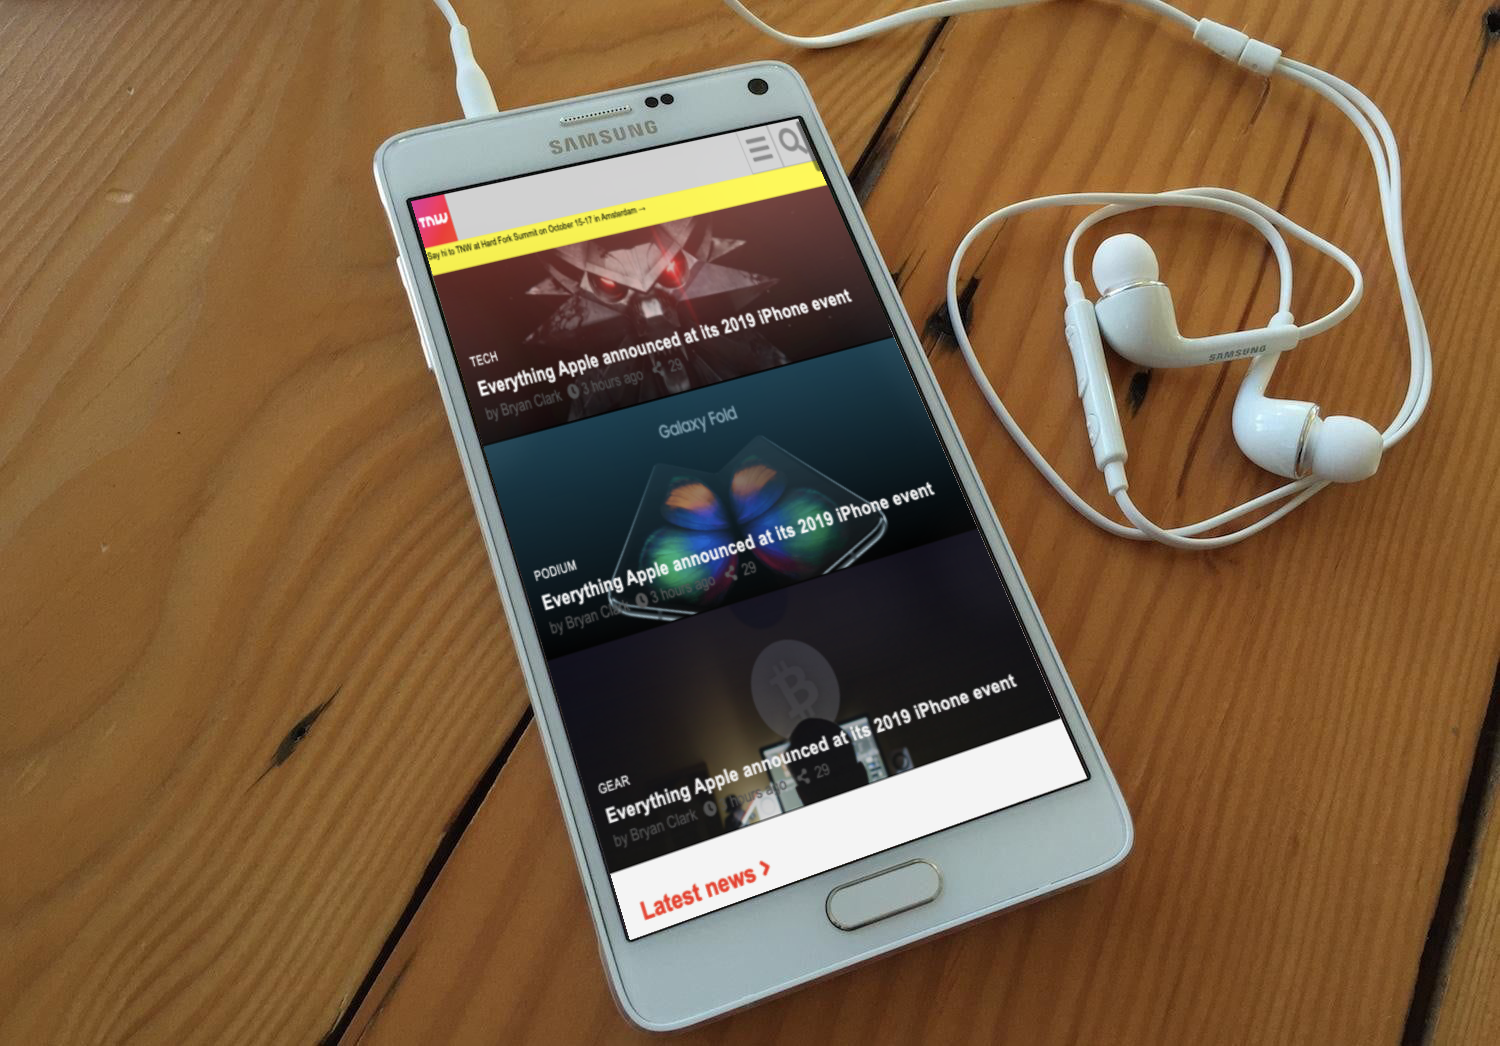 SAMSUNG
TNW
Say hi to TNW at Hard Fork Summit on October 15-17 in Amsterdam →
TECH
Everything Apple announced at its 2019 iPhone event
by Bryan Clark 3 hours ago 29
Galaxy Fold
PODIUM
Everything Apple announced at its 2019 iPhone event
by Bryan Clark 3 hours ago 29
GEAR
Everything Apple announced at its 2019 iPhone event
by Bryan Clark hours ago 29
Latest news >
SAMSUNG